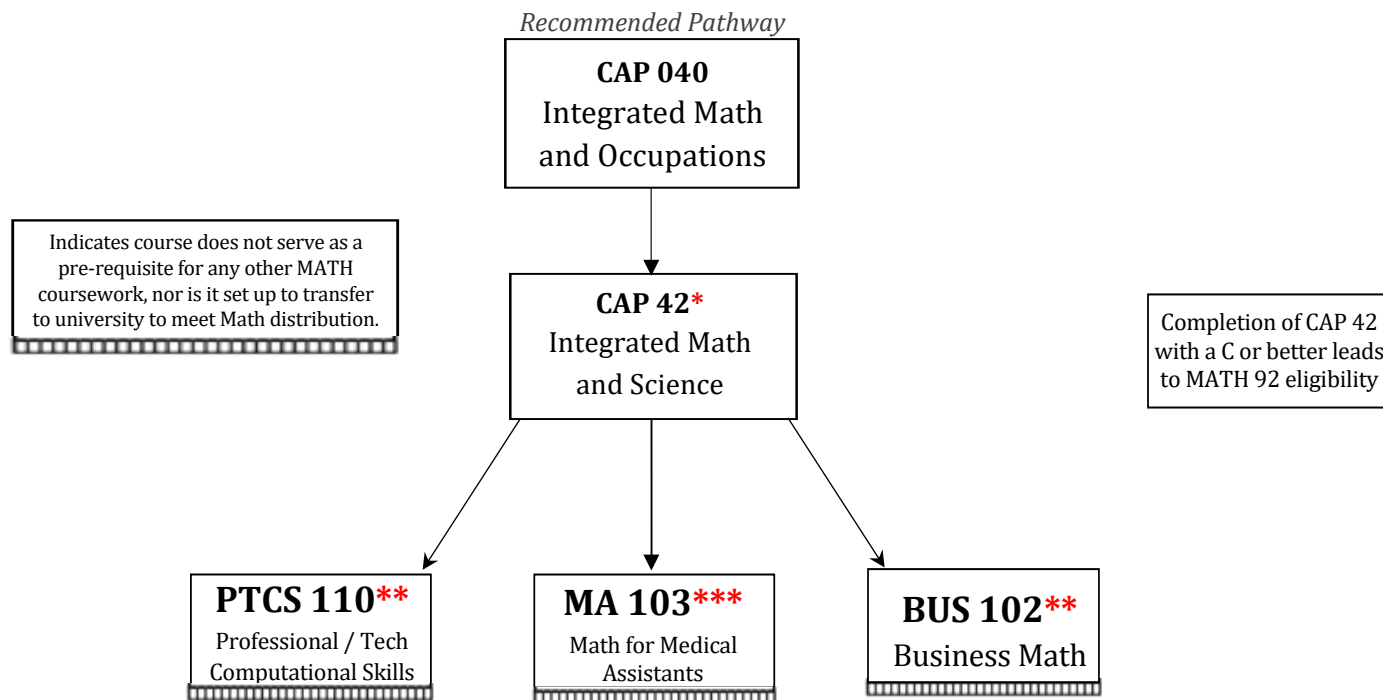 Recommended Pathway
CAP 040
Integrated Math
and Occupations
Indicates course does not serve as a
pre-requisite for any other MATH
coursework, nor is it set up to transfer
to university to meet Math distribution.
CAP 42*
Integrated Math
and Science
Completion of CAP 42
with a C or better leads
to MATH 92 eligibility
PTCS 110**
Professional / Tech
Computational Skills
MA 103***
Math for Medical
Assistants
BUS 102**
Business Math